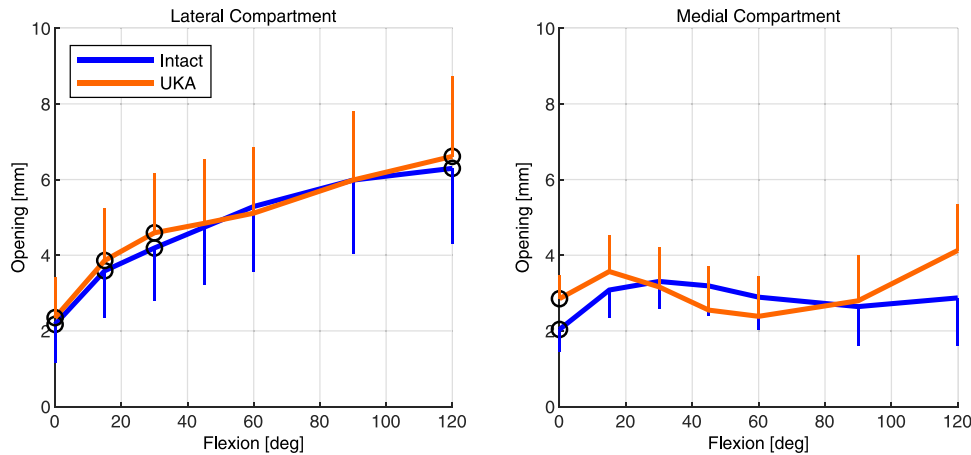 Lateral Compartment
10
8
6
4
2
0
Opening [mm]
Intact
UKA
0 20 40 60 80 100 120
Flexion [deg]
Medial Compartment
10
8
6
4
2
0
Opening [mm]
0 20 40 60 80 100 120
Flexion [deg]